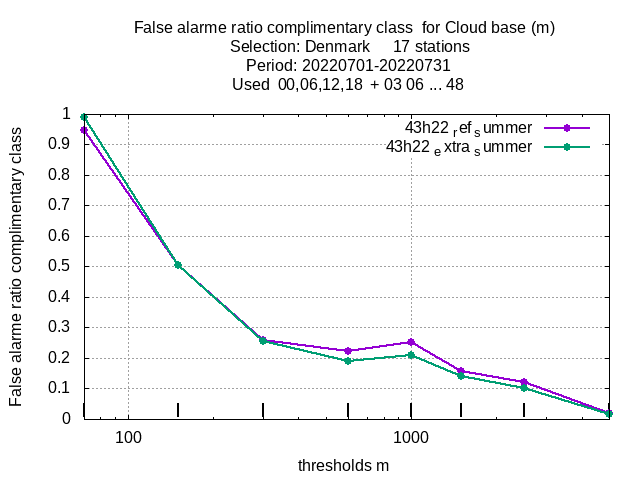 False alarme ratio complimentary class  for Cloud base (m)
Selection: Denmark     17 stations
Period: 20220701-20220731
Used  00,06,12,18  + 03 06 ... 48
43h22 ref summer
43h22 extra summer
False alarme ratio complimentary class
1
0.9
0.8
0.7
0.6
0.5
0.4
0.3
0.2
0.1
0
100 1000
thresholds m